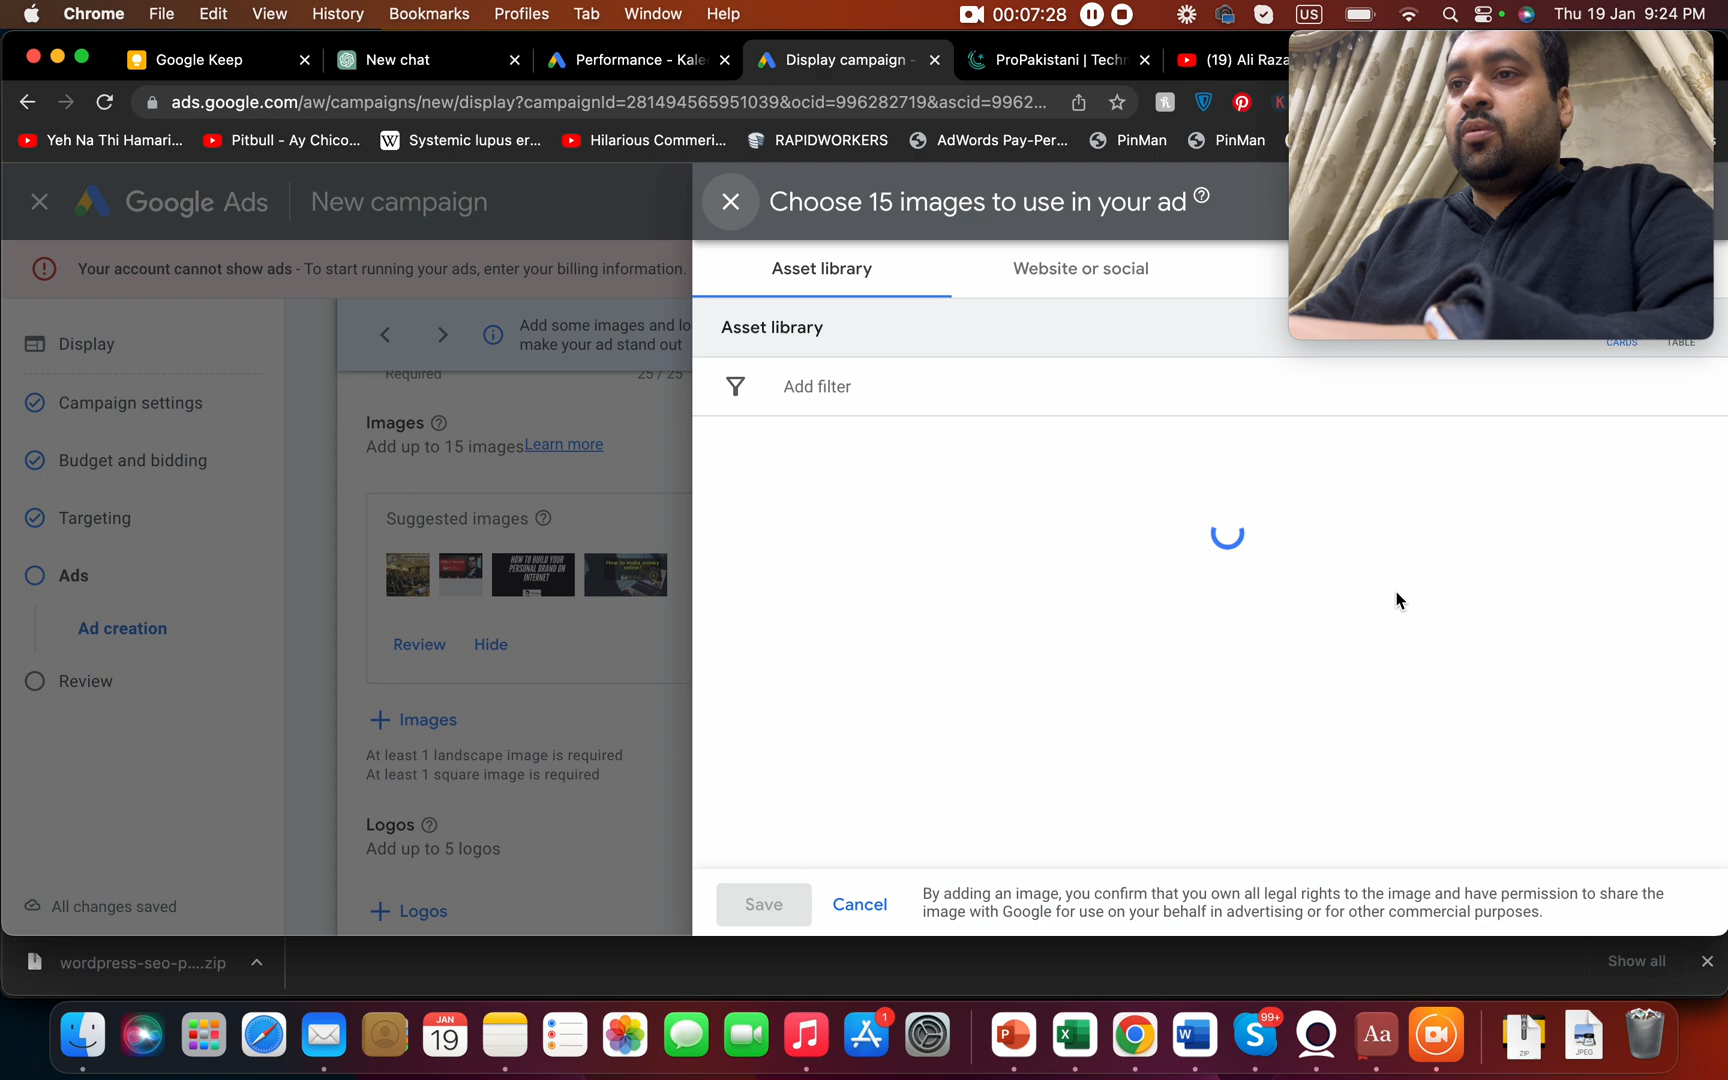 Chrome File Edit View History Bookmarks Profiles Tab Window Help 00:07:28 US Thu 19 Jan 9:24 PM
Google Keep New chat Performance - Kale Display campaign - ProPakistani | Techn (19) Ali Raza
ads.google.com/aw/campaigns/new/display?campaignId=281494565951039&ocid=996282719&ascid=9962...
Yeh Na Thi Hamari... Pitbull - Ay Chico... Systemic lupus er... Hilarious Commeri... RAPIDWORKERS AdWords Pay-Per... PinMan PinMan
Google Ads New campaign
Choose 15 images to use in your ad
Your account cannot show ads - To start running your ads, enter your billing information.
Asset library Website or social
Display
Campaign settings
Budget and bidding
Targeting
Ads
Ad creation
Review
All changes saved
Add some images and lo
make your ad stand out
Required 25 / 25
Images
Add up to 15 images Learn more
Suggested images
HOW TO BUILD YOUR
PERSONAL BRAND ON
INTERNET
How to make money
online?
Review Hide
Images
At least 1 landscape image is required
At least 1 square image is required
Logos
Add up to 5 logos
Logos
Asset library
CARDS TABLE
Add filter
Save Cancel
By adding an image, you confirm that you own all legal rights to the image and have permission to share the
image with Google for use on your behalf in advertising or for other commercial purposes.
wordpress-seo-p....zip
Show all
JAN
19
1
99+
Aa
ZIP
JPEG